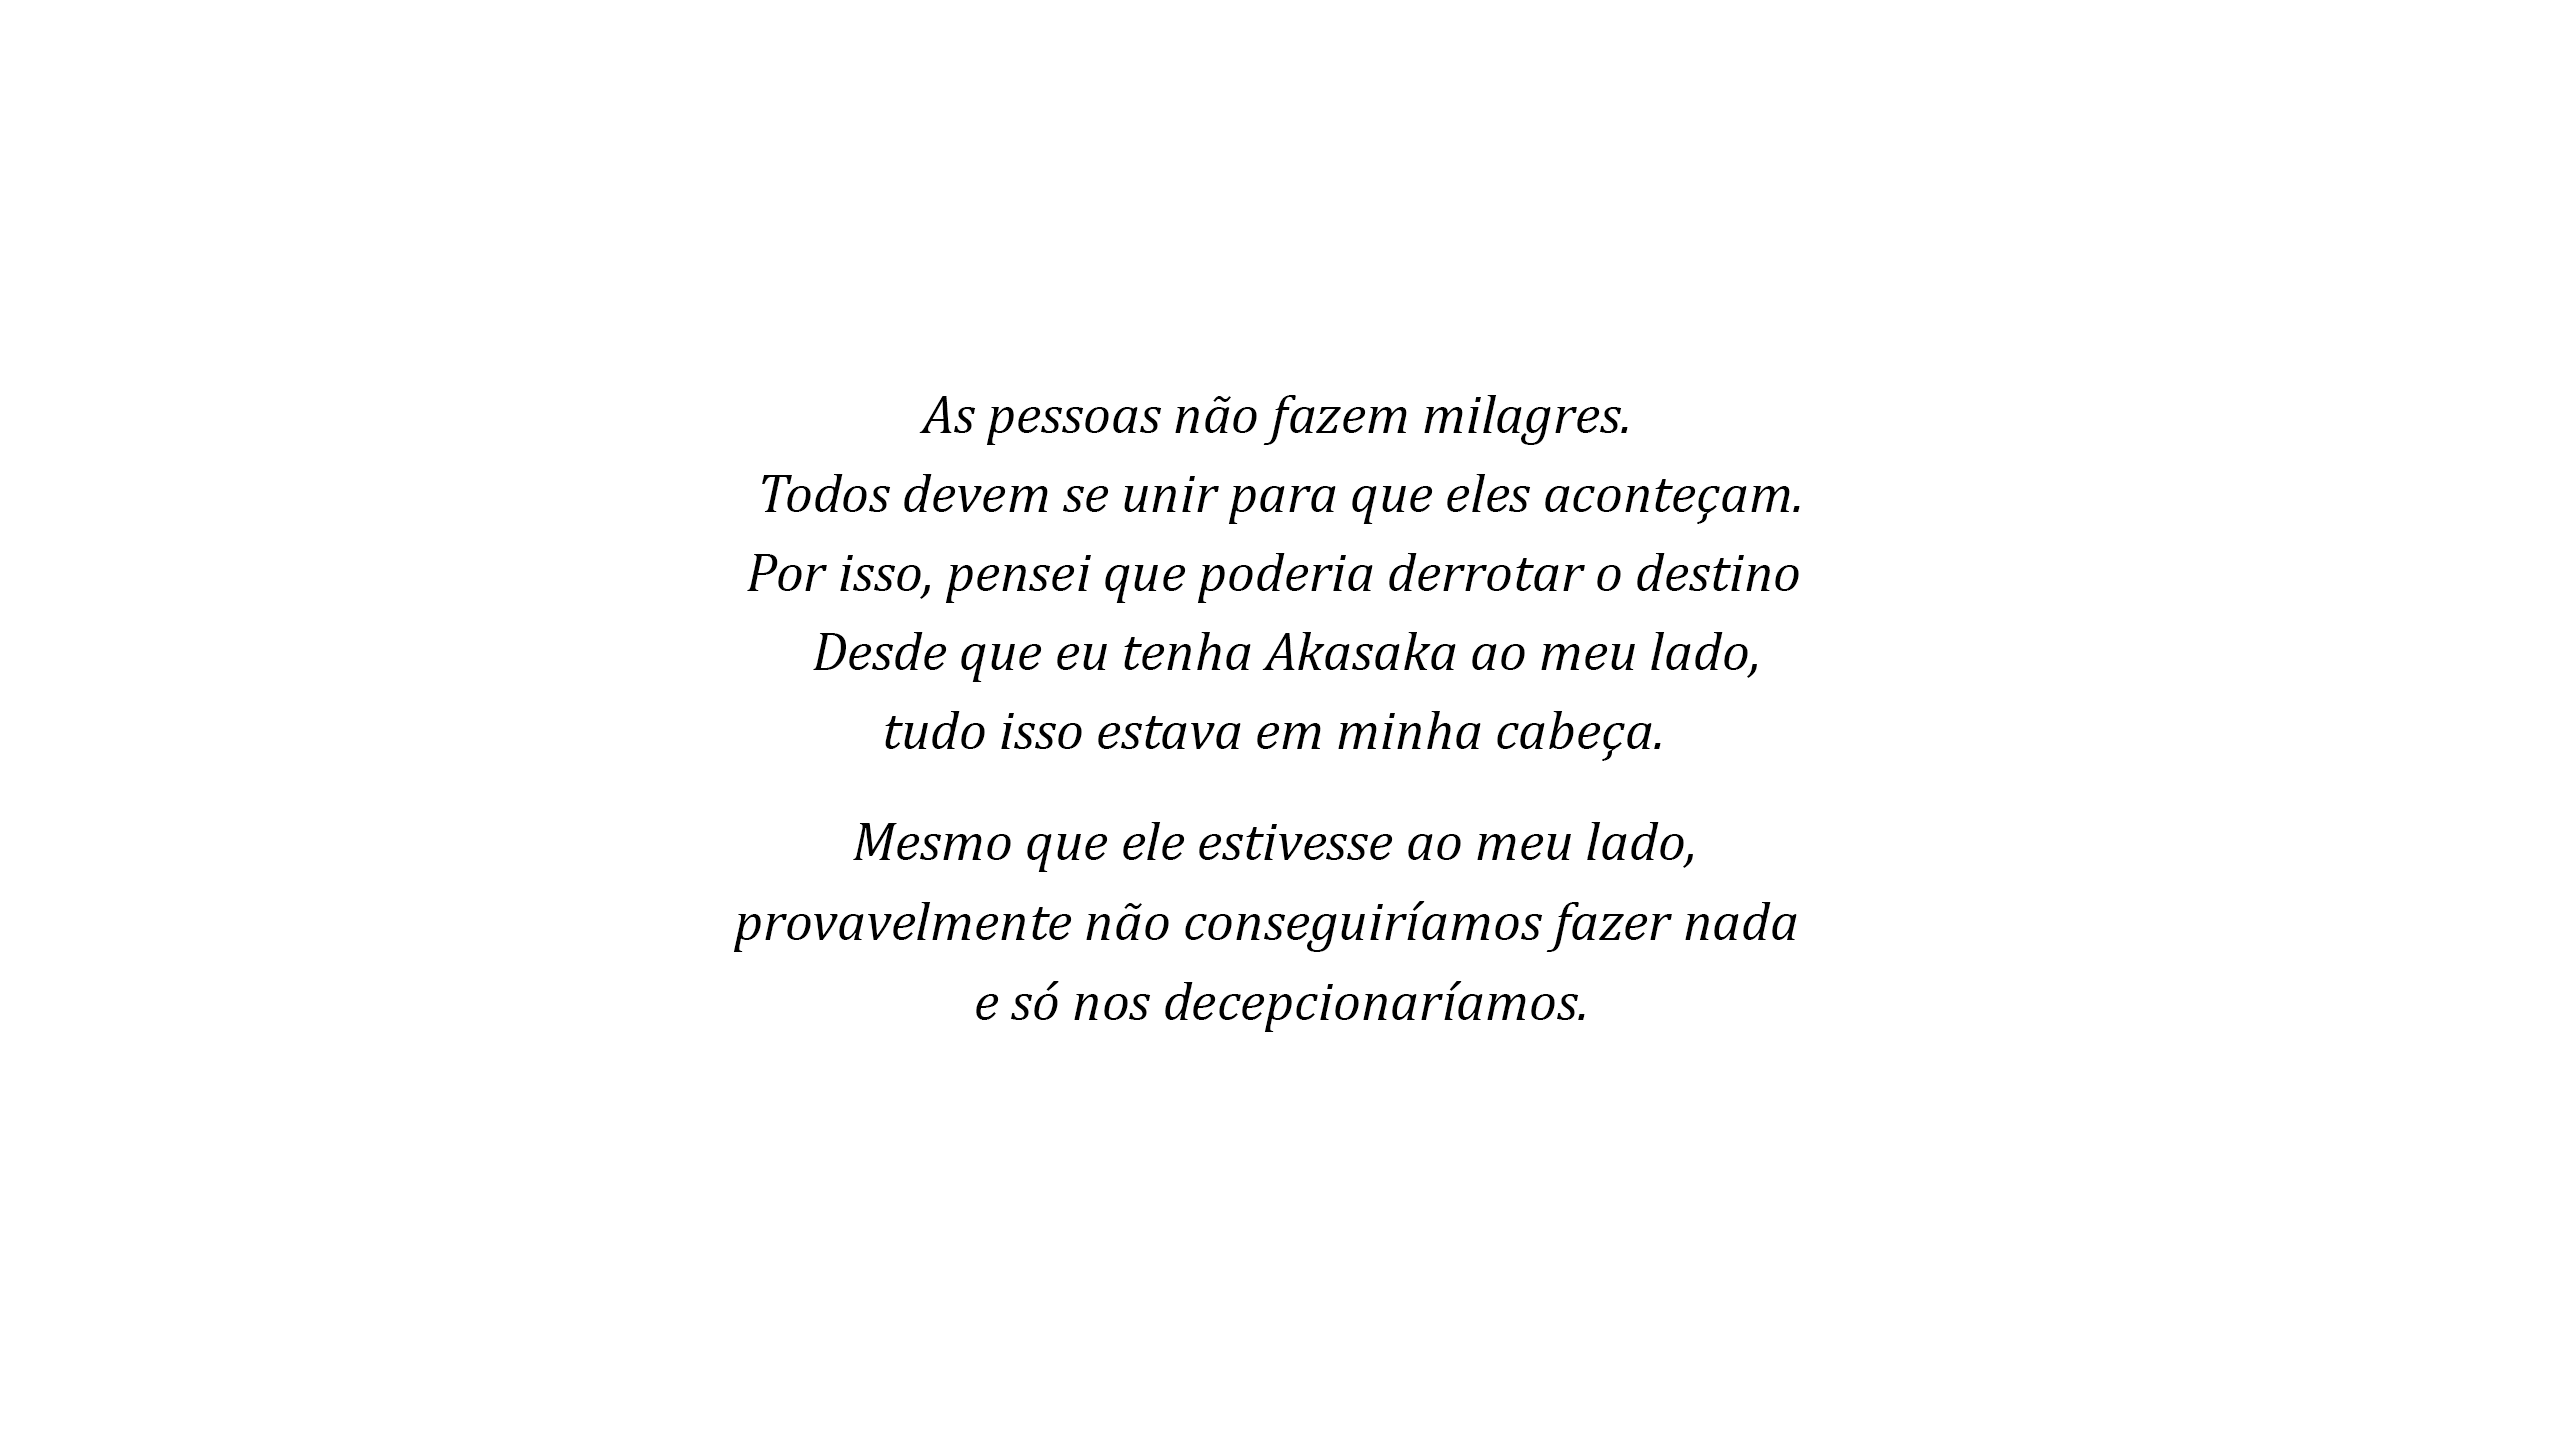 As pessoas não fazem milagres.
Todos devem se unir para que eles aconteçam.
Por isso, pensei que poderia derrotar o destino
Desde que eu tenha Akasaka ao meu lado,
tudo isso estava em minha cabeça.
Mesmo que ele estivesse ao meu lado,
provavelmente não conseguiríamos fazer nada
e só nos decepcionaríamos.